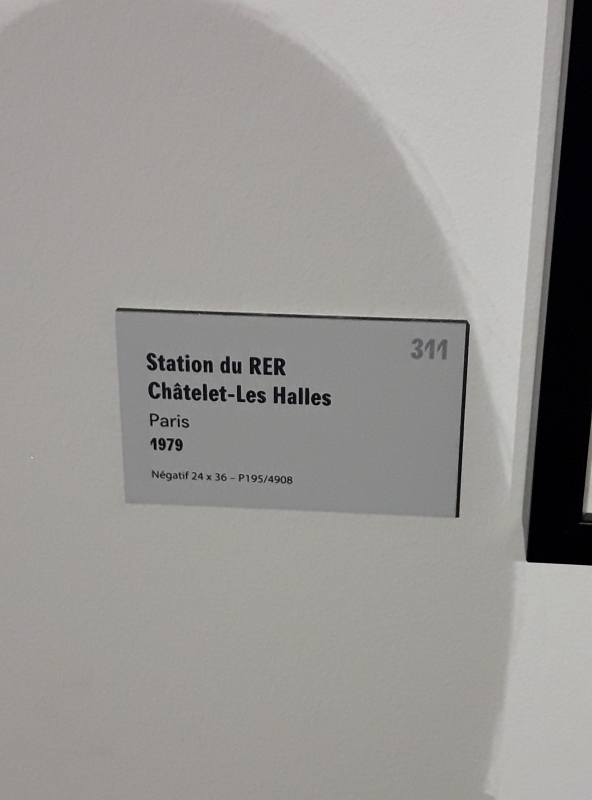 311
Station du RER
Châtelet-Les Halles
Paris
1979
Négatif 24 x 36 – P195/4908